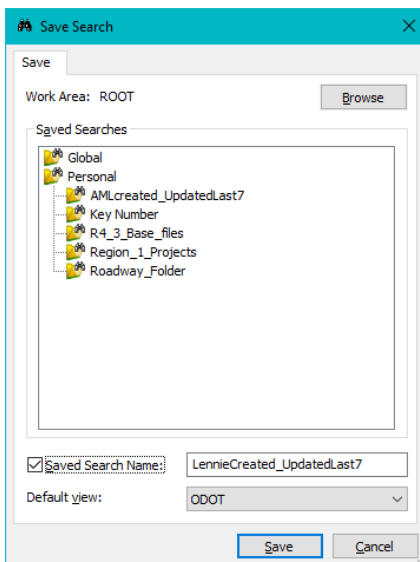 Save Search
Save
Work Area: ROOT
Browse
Saved Searches
Global
Personal
AMLcreated_UpdatedLast7
Key Number
R4_3_Base_files
Region_1_Projects
Roadway_Folder
Saved Search Name: LennieCreated_UpdatedLast7
Default view: ODOT
Save Cancel